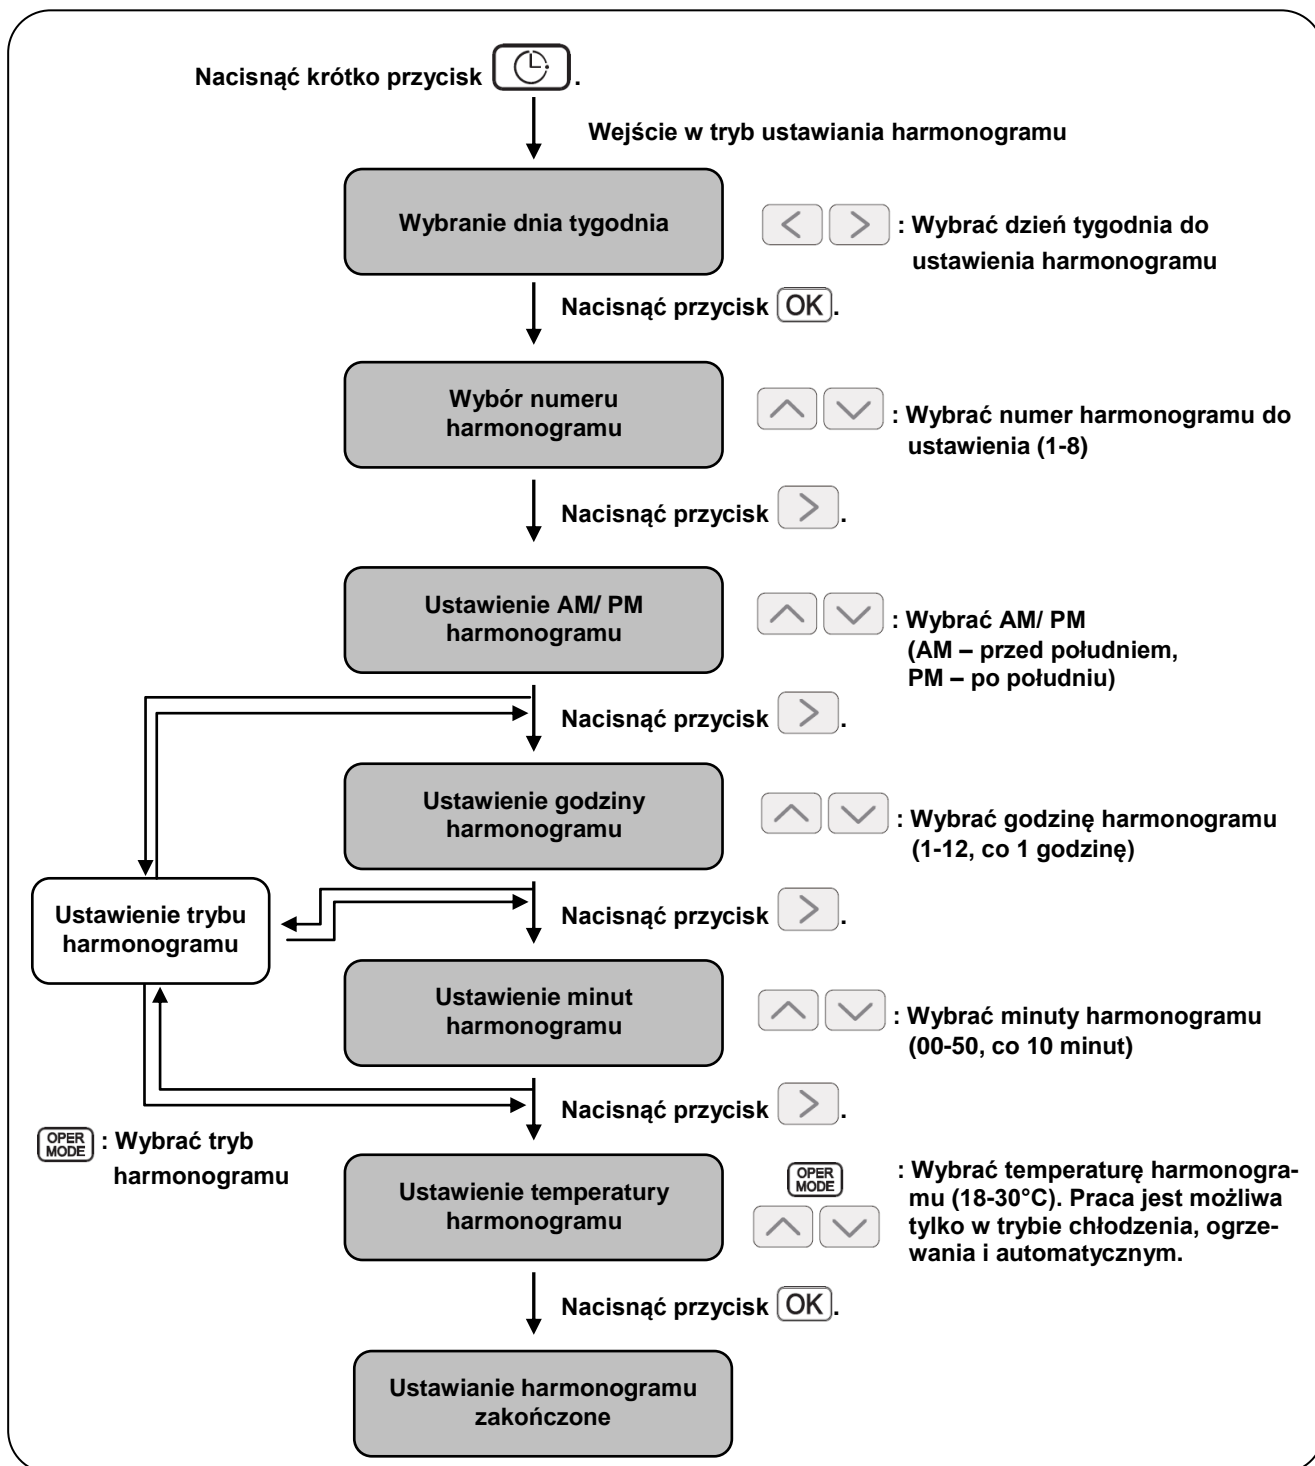 Nacisnąć krótko przycisk .
Wejście w tryb ustawiania harmonogramu
Wybranie dnia tygodnia
: Wybrać dzień tygodnia do
ustawienia harmonogramu
Nacisnąć przycisk OK.
Wybór numeru
harmonogramu
: Wybrać numer harmonogramu do
ustawienia (1-8)
Nacisnąć przycisk > .
Ustawienie AM/ PM
harmonogramu
: Wybrać AM/ PM
(AM – przed południem,
PM – po południu)
Nacisnąć przycisk > .
Ustawienie godziny
harmonogramu
: Wybrać godzinę harmonogramu
(1-12, co 1 godzinę)
Ustawienie trybu
harmonogramu
Nacisnąć przycisk > .
Ustawienie minut
harmonogramu
: Wybrać minuty harmonogramu
(00-50, co 10 minut)
Nacisnąć przycisk > .
OPER
MODE
: Wybrać tryb
harmonogramu
Ustawienie temperatury
harmonogramu
OPER
MODE
: Wybrać temperaturę harmonogra-
mu (18-30°C). Praca jest możliwa
tylko w trybie chłodzenia, ogrze-
wania i automatycznym.
Nacisnąć przycisk OK.
Ustawianie harmonogramu
zakończone